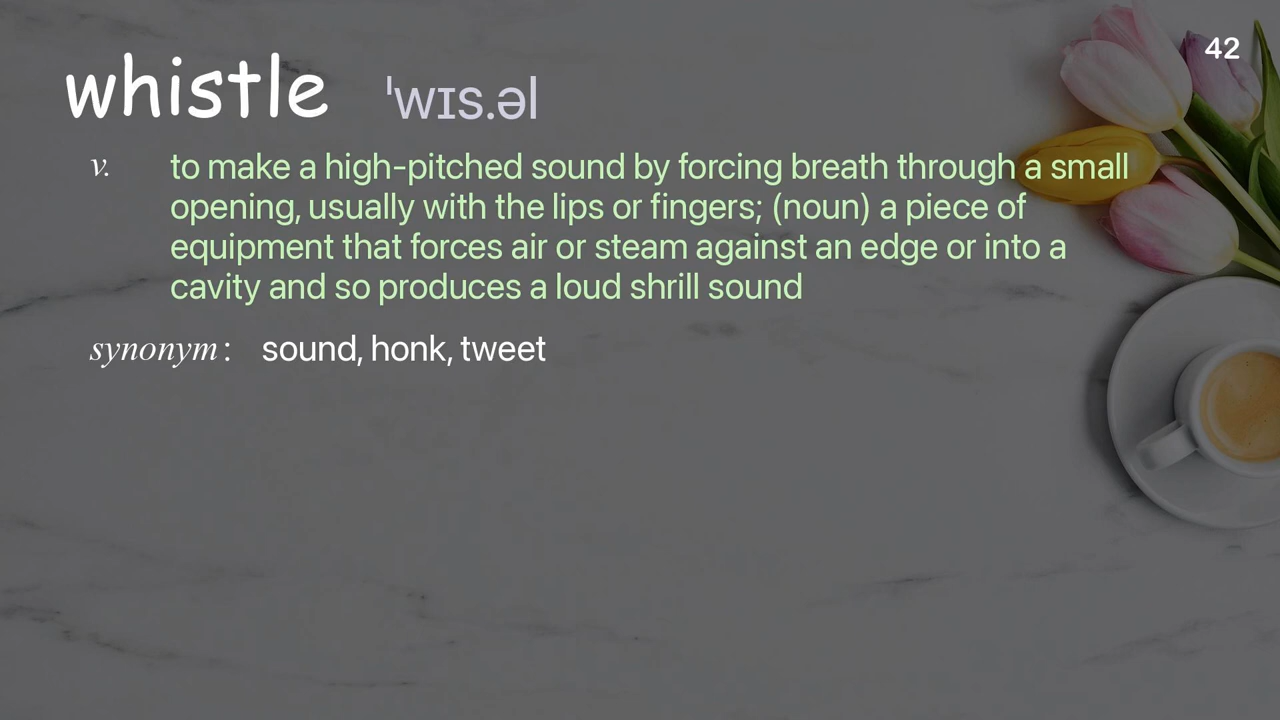 42
whistle ˈwɪs.əl
v. to make a high-pitched sound by forcing breath through a small
opening, usually with the lips or fingers; (noun) a piece of
equipment that forces air or steam against an edge or into a
cavity and so produces a loud shrill sound
synonym: sound, honk, tweet